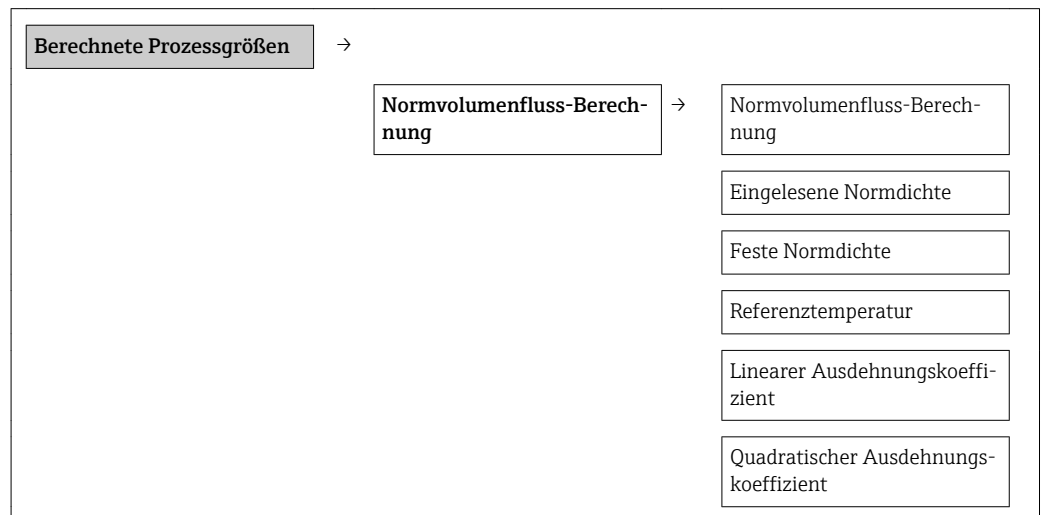 Berechnete Prozessgrößen →
Normvolumenfluss-Berech-
nung
→
Normvolumenfluss-Berech-
nung
Eingelesene Normdichte
Feste Normdichte
Referenztemperatur
Linearer Ausdehnungskoeffi-
zient
Quadratischer Ausdehnungs-
koeffizient